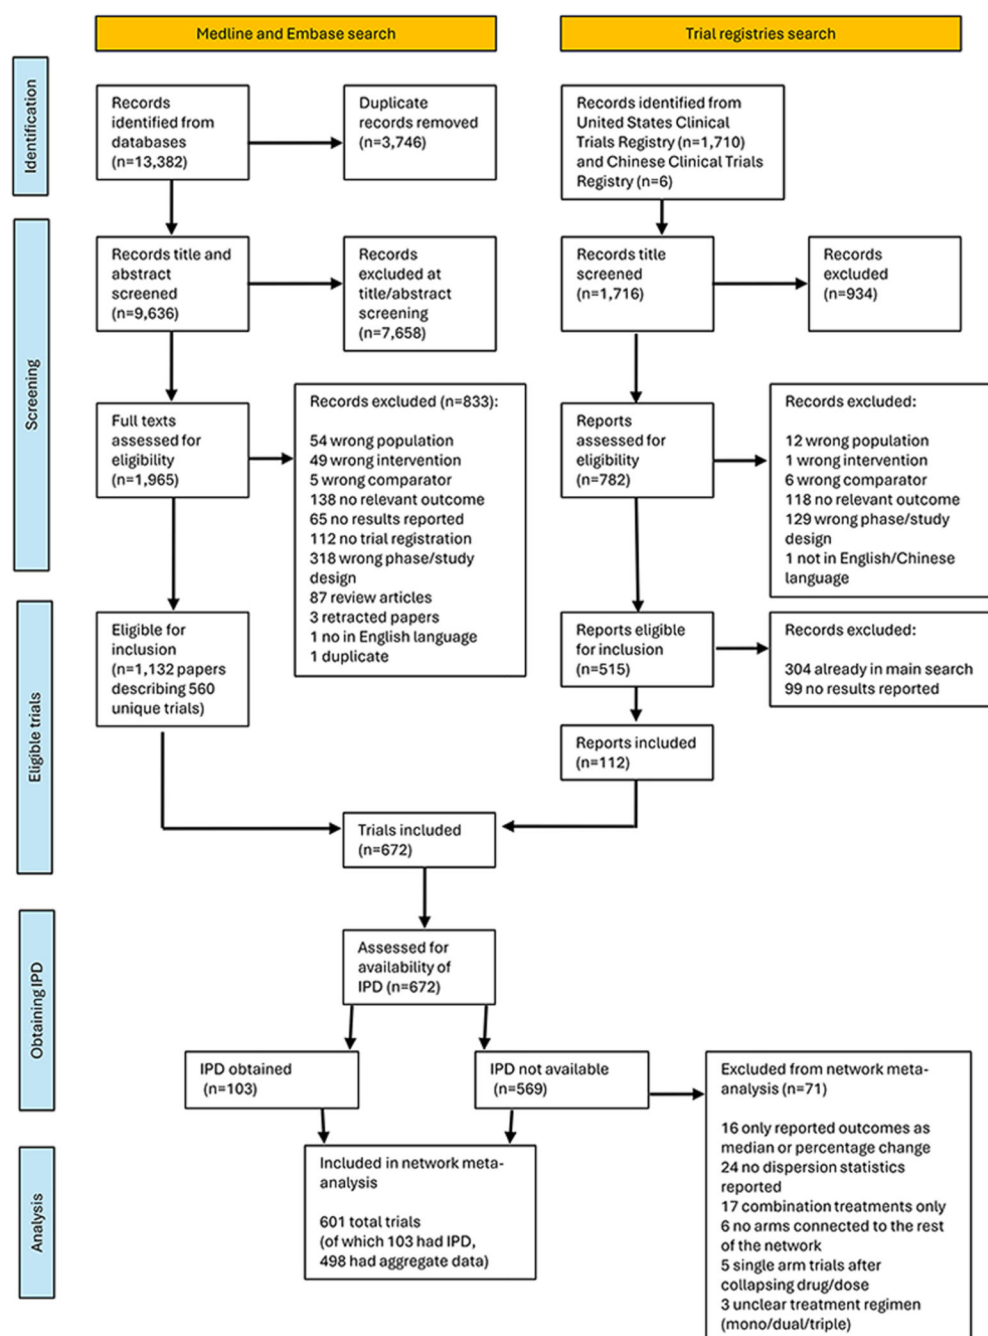 Medline and Embase search
Trial registries search
Identification
Records
identified from
databases
(n=13,382)
Duplicate
records removed
(n=3,746)
Records identified from
United States Clinical
Trials Registry (n=1,710)
and Chinese Clinical Trials
Registry (n=6)
Screening
Records title and
abstract
screened
(n=9,636)
Records
excluded at
title/abstract
screening
(n=7,658)
Records title
screened
(n=1,716)
Records
excluded
(n=934)
Full texts
assessed for
eligibility
(n=1,965)
Records excluded (n=833):
54 wrong population
49 wrong intervention
5 wrong comparator
138 no relevant outcome
65 no results reported
112 no trial registration
318 wrong phase/study
design
87 review articles
3 retracted papers
1 no in English language
1 duplicate
Reports
assessed for
eligibility
(n=782)
Records excluded:
12 wrong population
1 wrong intervention
6 wrong comparator
118 no relevant outcome
129 wrong phase/study
design
1 not in English/Chinese
language
Eligible trials
Eligible for
inclusion
(n=1,132 papers
describing 560
unique trials)
Reports eligible
for inclusion
(n=515)
Records excluded:
304 already in main search
99 no results reported
Reports included
(n=112)
Trials included
(n=672)
Obtaining IPD
Assessed for
availability of
IPD (n=672)
IPD obtained
(n=103)
IPD not available
(n=569)
Excluded from network meta-
analysis (n=71)
16 only reported outcomes as
median or percentage change
24 no dispersion statistics
reported
17 combination treatments only
6 no arms connected to the rest
of the network
5 single arm trials after
collapsing drug/dose
3 unclear treatment regimen
(mono/dual/triple)
Analysis
Included in network meta-
analysis
601 total trials
(of which 103 had IPD,
498 had aggregate data)